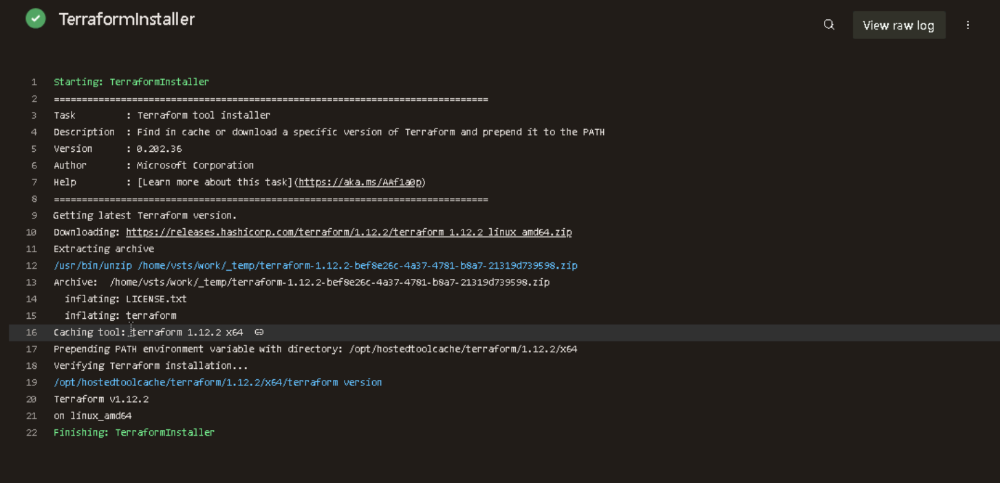 TerraformInstaller
View raw log
1 Starting: TerraformInstaller
2 ==============================================================================
3 Task         : Terraform tool installer
4 Description  : Find in cache or download a specific version of Terraform and prepend it to the PATH
5 Version      : 0.202.36
6 Author       : Microsoft Corporation
7 Help         : [Learn more about this task](https://aka.ms/AAf1a0p)
8 ==============================================================================
9 Getting latest Terraform version.
10 Downloading: https://releases.hashicorp.com/terraform/1.12.2/terraform_1.12.2_linux_amd64.zip
11 Extracting archive
12 /usr/bin/unzip /home/vsts/work/_temp/terraform-1.12.2-bef8e26c-4a37-4781-b8a7-21319d739598.zip
13 Archive:  /home/vsts/work/_temp/terraform-1.12.2-bef8e26c-4a37-4781-b8a7-21319d739598.zip
14   inflating: LICENSE.txt
15   inflating: terraform
16 Caching tool: terraform 1.12.2 x64
17 Prepending PATH environment variable with directory: /opt/hostedtoolcache/terraform/1.12.2/x64
18 Verifying Terraform installation...
19 /opt/hostedtoolcache/terraform/1.12.2/x64/terraform version
20 Terraform v1.12.2
21 on linux_amd64
22 Finishing: TerraformInstaller